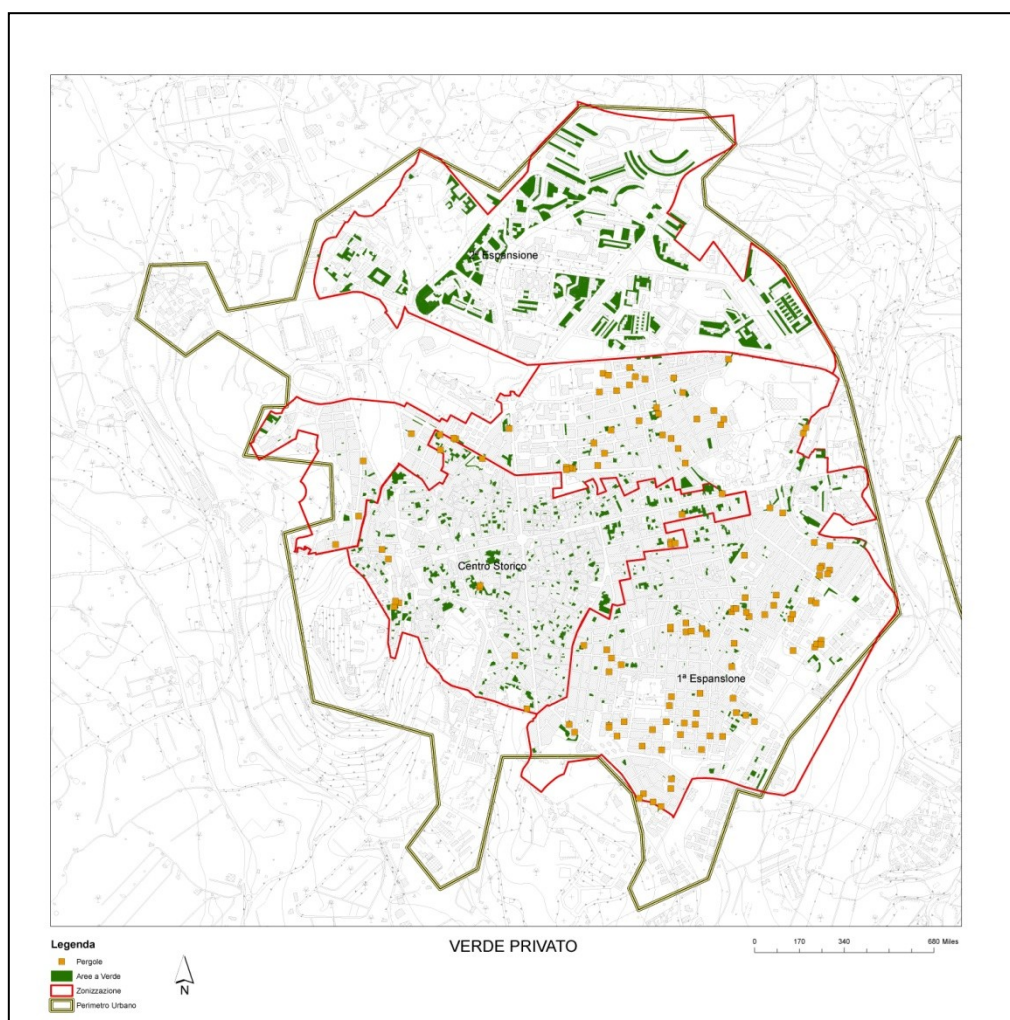 Espansione
Centro Storico
1ª Espansione
Legenda
Pergole
Aree a Verde
Zonizzazione
Perimetro Urbano
N
VERDE PRIVATO
0 170 340 680 Miles